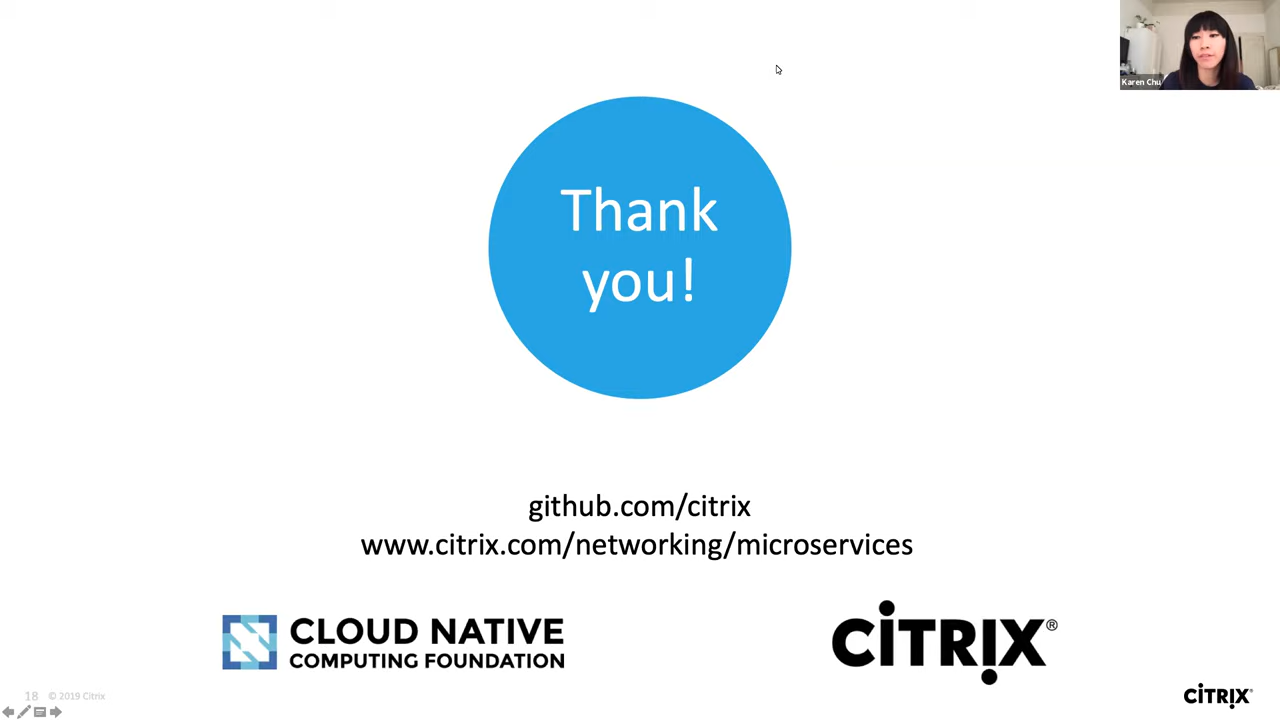 Karen Chu
Thank
you!
github.com/citrix
www.citrix.com/networking/microservices
CLOUD NATIVE
COMPUTING FOUNDATION
CiTRIX®
18 © 2019 Citrix
CiTRIX®